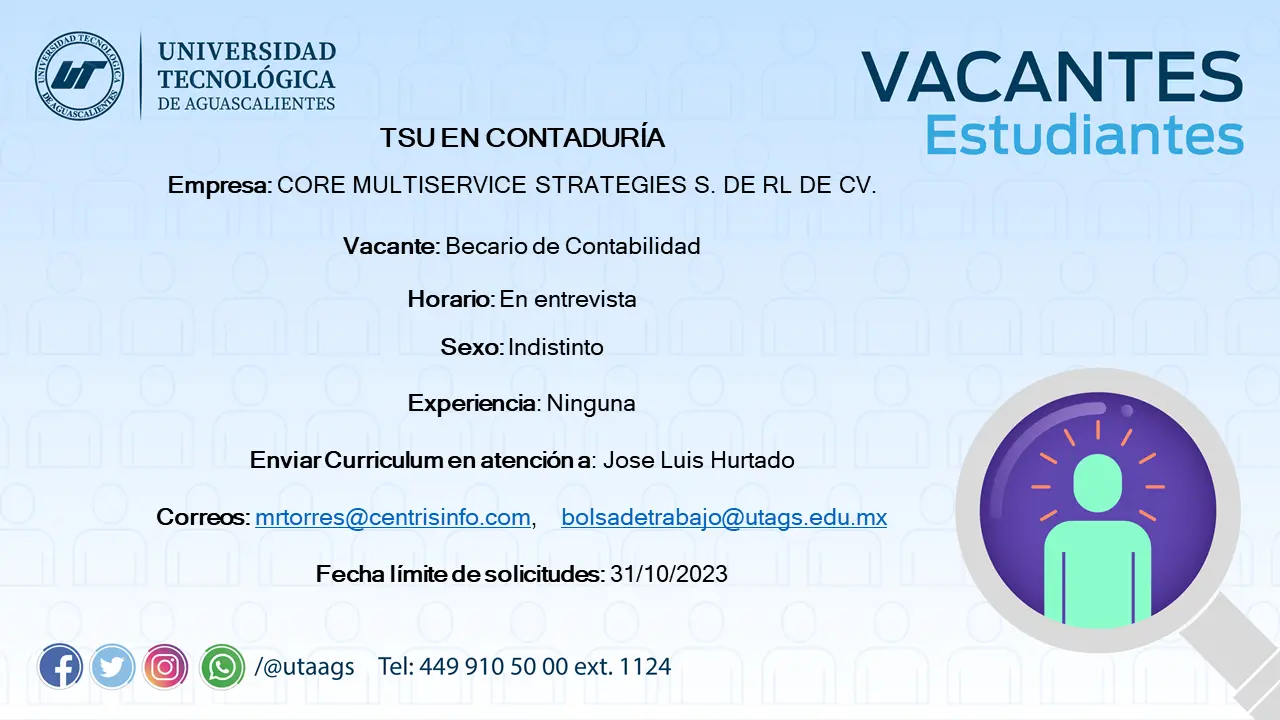 UNIVERSIDAD TECNOLÓGICA
DE AGUASCALIENTES
UT
UNIVERSIDAD
TECNOLÓGICA
DE AGUASCALIENTES
VACANTES
Estudiantes
TSU EN CONTADURÍA
Empresa: CORE MULTISERVICE STRATEGIES S. DE RL DE CV.
Vacante: Becario de Contabilidad
Horario: En entrevista
Sexo: Indistinto
Experiencia: Ninguna
Enviar Curriculum en atención a: Jose Luis Hurtado
Correos: mrtorres@centrisinfo.com, bolsadetrabajo@utags.edu.mx
Fecha límite de solicitudes: 31/10/2023
/@utaags Tel: 449 910 50 00 ext. 1124